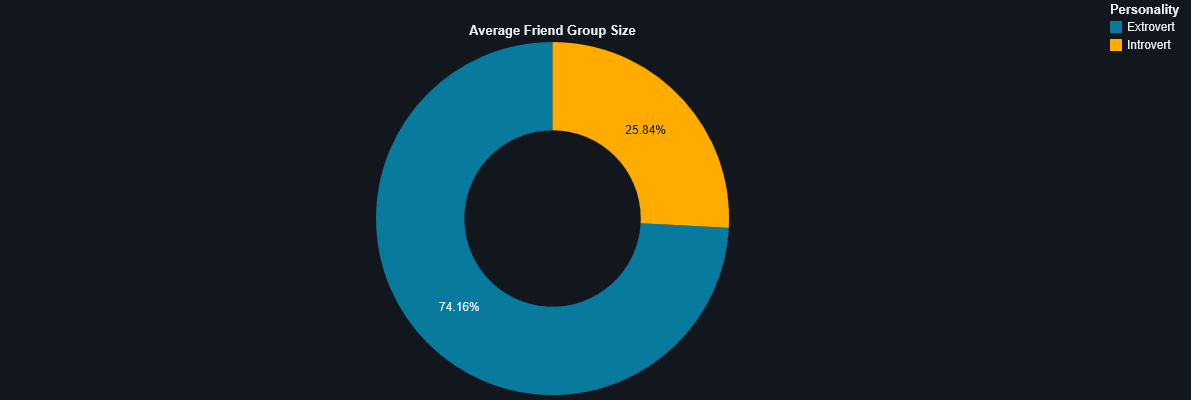 Average Friend Group Size
Personality
Extrovert
Introvert
25.84%
74.16%